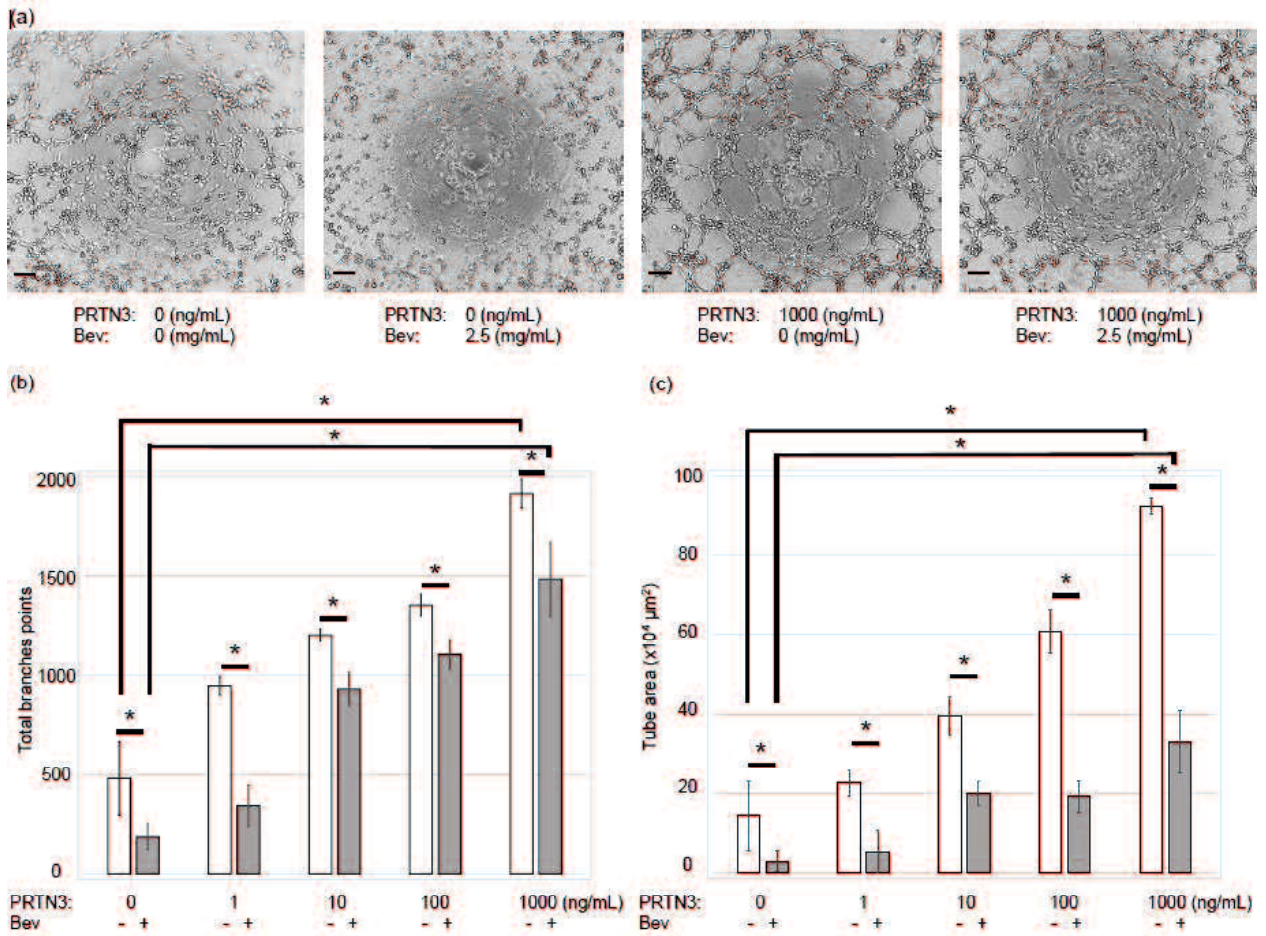 (a)
PRTN3: 0 (ng/mL) PRTN3: 0 (ng/mL) PRTN3: 1000 (ng/mL) PRTN3: 1000 (ng/mL)
Bev: 0 (mg/mL) Bev: 2.5 (mg/mL) Bev: 0 (mg/mL) Bev: 2.5 (mg/mL)
(b)
*
*
*
*
*
*
*
2000
1500
1000
500
0
Total branches points
PRTN3: 0 1 10 100 1000 (ng/mL)
Bev - + - + - + - + - +
(c)
*
*
*
*
*
*
*
100
80
60
40
20
0
Tube area (x10⁴ µm²)
PRTN3: 0 1 10 100 1000 (ng/mL)
Bev - + - + - + - + - +